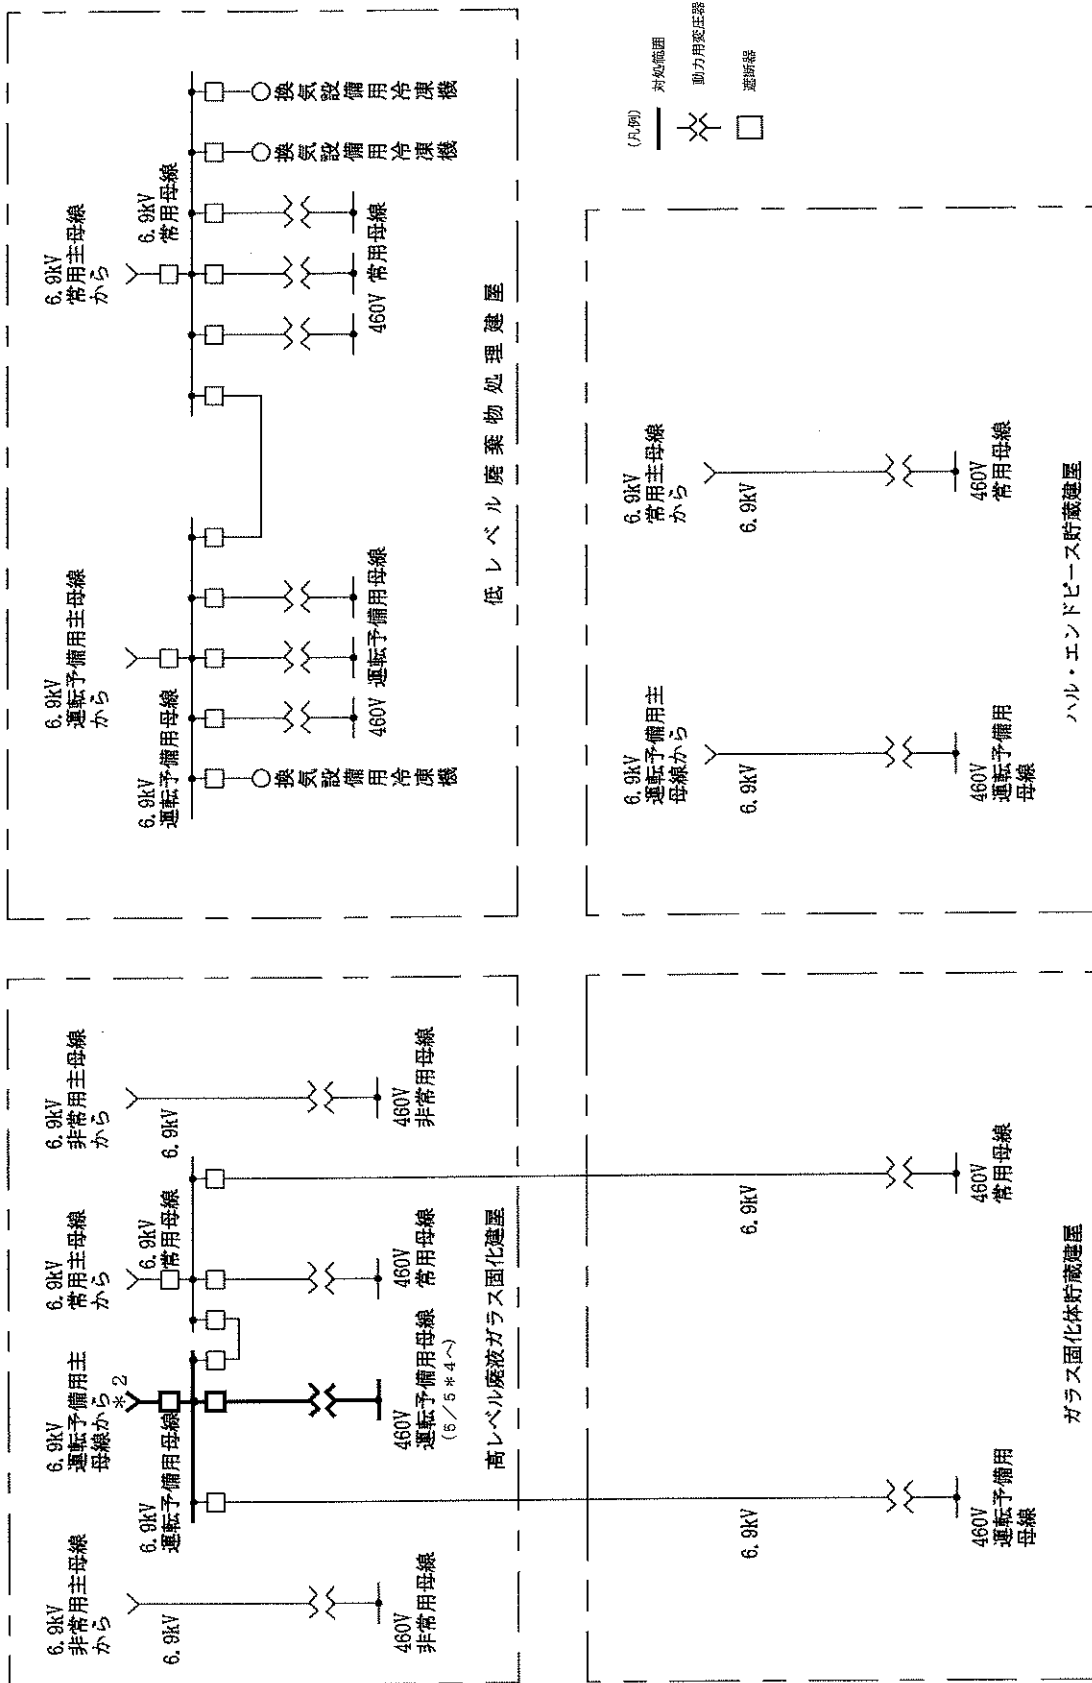 6.9kV
非常用主母線
から
6.9kV
460V
非常用母線
6.9kV
運転予備用主
母線から
*2
6.9kV
運転予備用母線
460V
運転予備用母線
(5/5*4へ)
6.9kV
常用主母線
から
6.9kV
常用母線
460V
常用母線
6.9kV
非常用主母線
から
6.9kV
460V
非常用母線
高レベル廃液ガラス固化建屋
6.9kV
運転予備用主母線
から
6.9kV
運転予備用母線
換気設備用冷凍機
460V 運転予備用母線
6.9kV
常用主母線
から
6.9kV
常用母線
460V 常用母線
換気設備用冷凍機
換気設備用冷凍機
低レベル廃棄物処理建屋
6.9kV
460V
運転予備用
母線
6.9kV
460V
常用母線
ガラス固化体貯蔵建屋
6.9kV
運転予備用主
母線から
6.9kV
460V
運転予備用
母線
6.9kV
常用主母線
から
6.9kV
460V
常用母線
ハル・エンドピース貯蔵建屋
(凡例)
対処範囲
動力用変圧器
遮断器